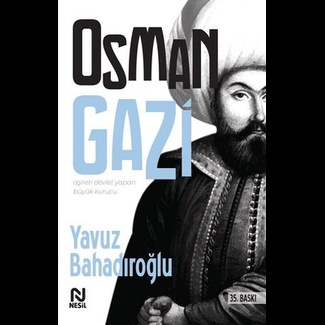 OSMAN
GAZİ
aşireti devlet yapan
büyük kurucu
Yavuz
Bahadıroğlu
NESİL
35. BASKI